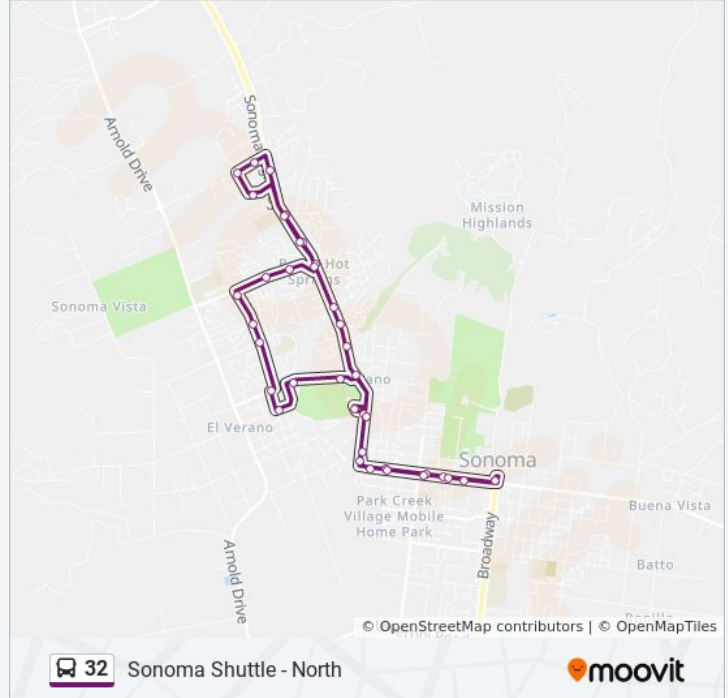 Arnold Drive
Sonoma
Mission
Highlands
Hot
Springs
Sonoma Vista
El Verano
Sonoma
Park Creek
Village Mobile
Home Park
Buena Vista
Broadway
Arnold Drive
Batto
© OpenStreetMap contributors | © OpenMapTiles
32 Sonoma Shuttle - North
moovit